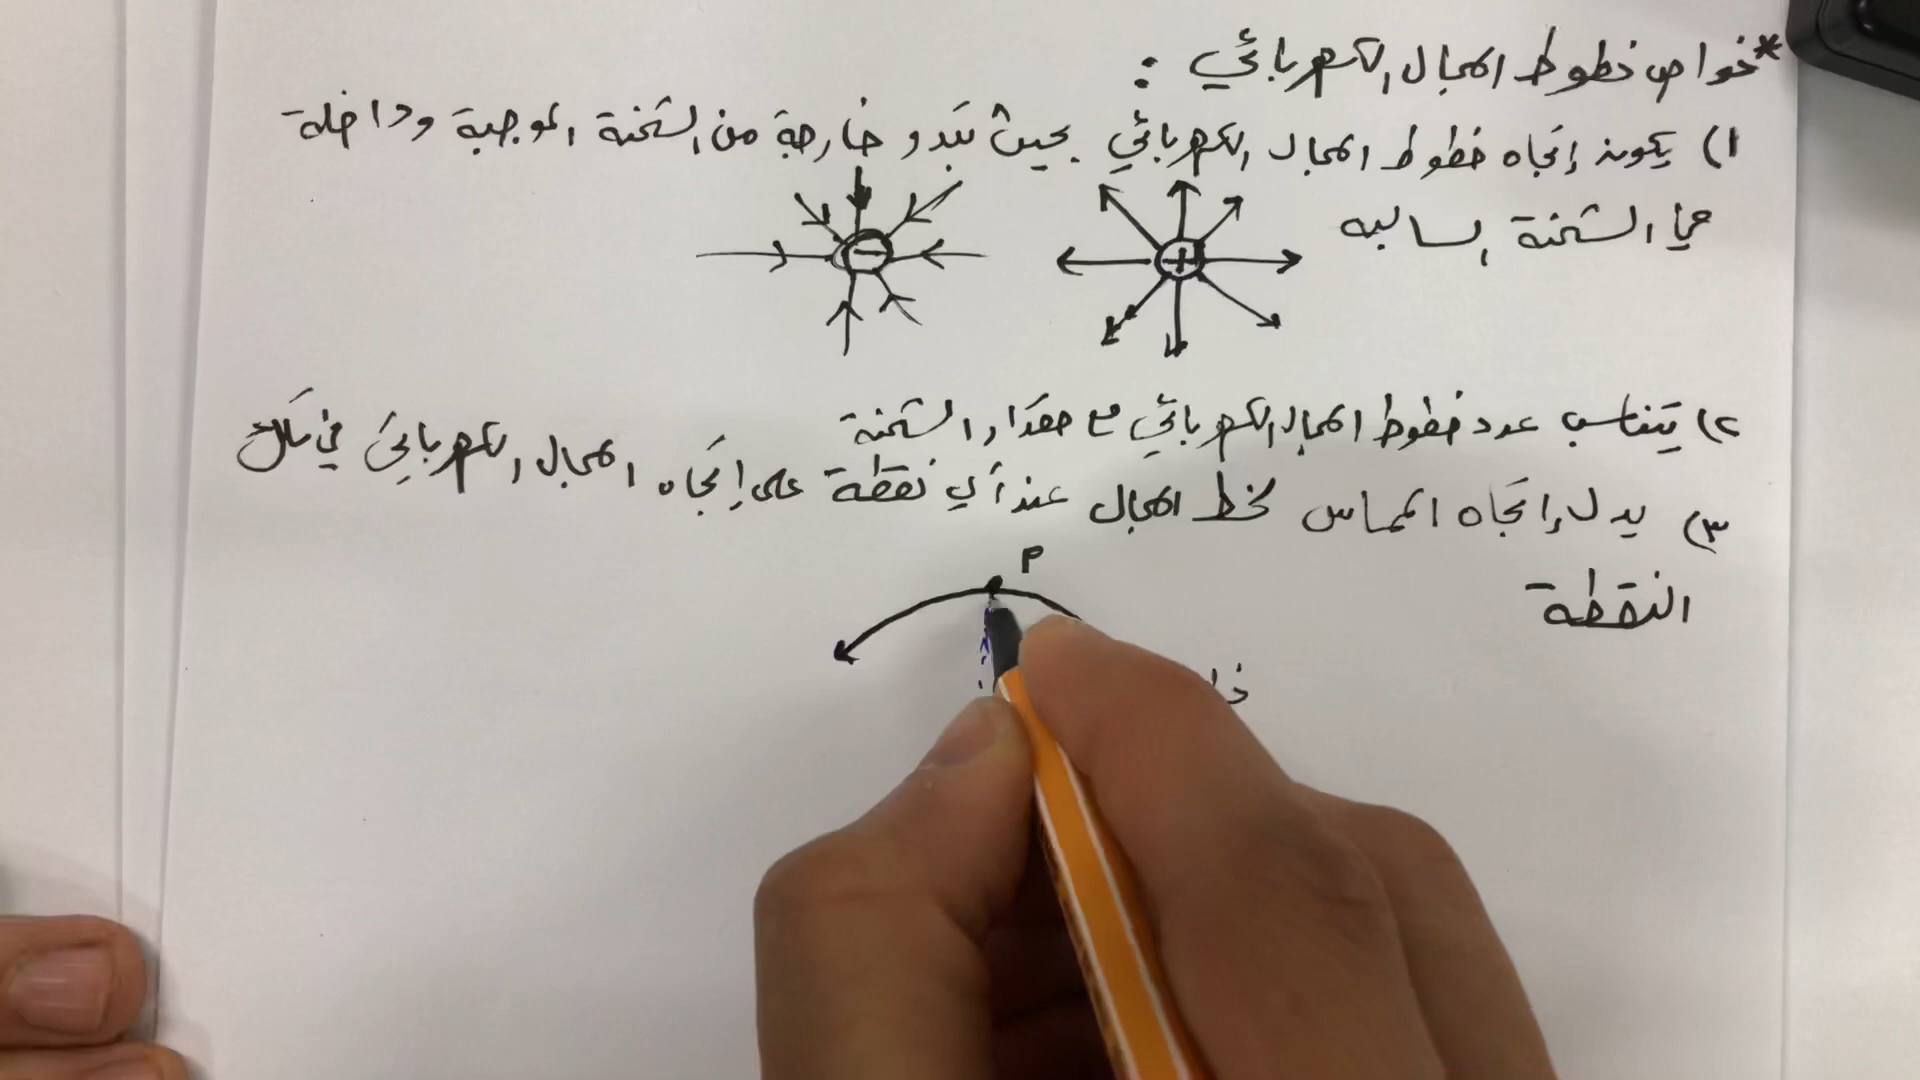 * خواص خطوط المجال الكهربائي :
١) يكون إتجاه خطوط المجال الكهربائي بحيث تبدو خارجة من الشحنة الموجبة وداخلة
في الشحنة السالبه
+
−
٢) يتناسب عدد خطوط المجال الكهربائي مع مقدار الشحنة
٣) يدل إتجاه المماس لخط المجال عند أي نقطة على إتجاه المجال الكهربائي في تلك
النقطة
P